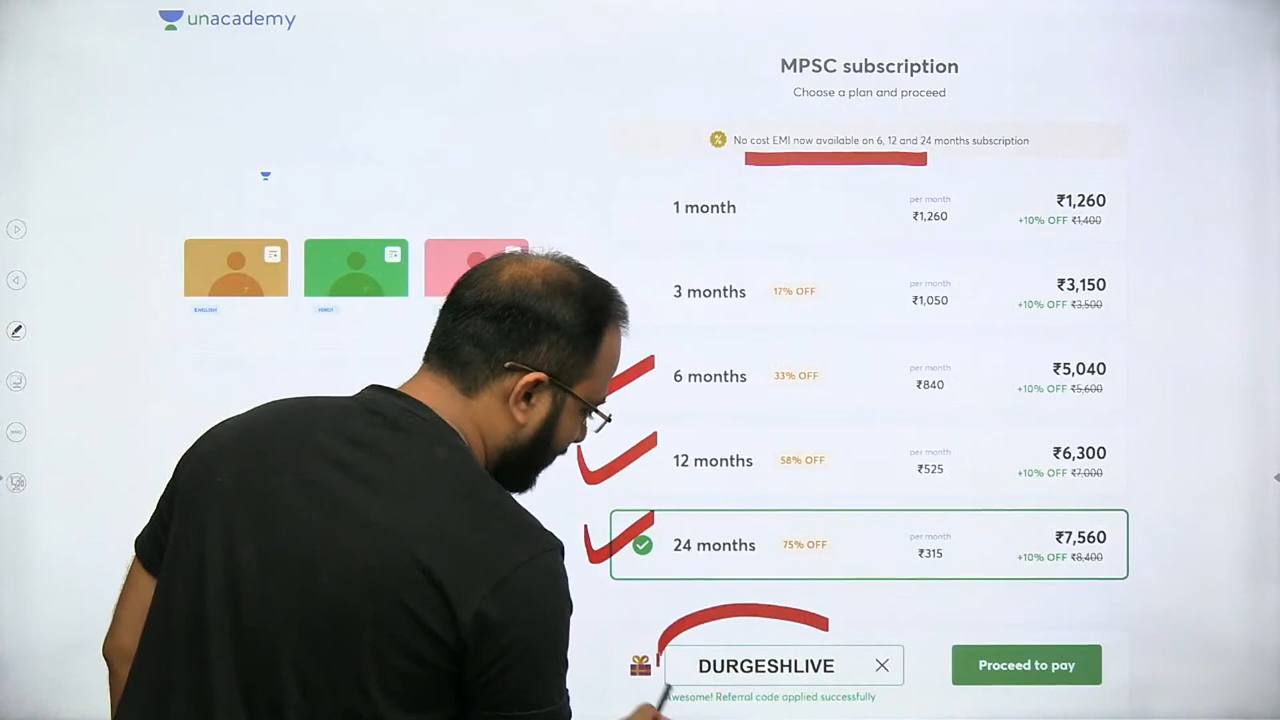 unacademy
MPSC subscription
Choose a plan and proceed
No cost EMI now available on 6, 12 and 24 months subscription
1 month
per month
₹1,260
₹1,260
+10% OFF ₹1,400
3 months
17% OFF
per month
₹1,050
₹3,150
+10% OFF ₹3,500
ENGLISH
HINDI
6 months
33% OFF
per month
₹840
₹5,040
+10% OFF ₹5,600
12 months
58% OFF
per month
₹525
₹6,300
+10% OFF ₹7,000
24 months
75% OFF
per month
₹315
₹7,560
+10% OFF ₹8,400
DURGESHLIVE
Proceed to pay
Awesome! Referral code applied successfully